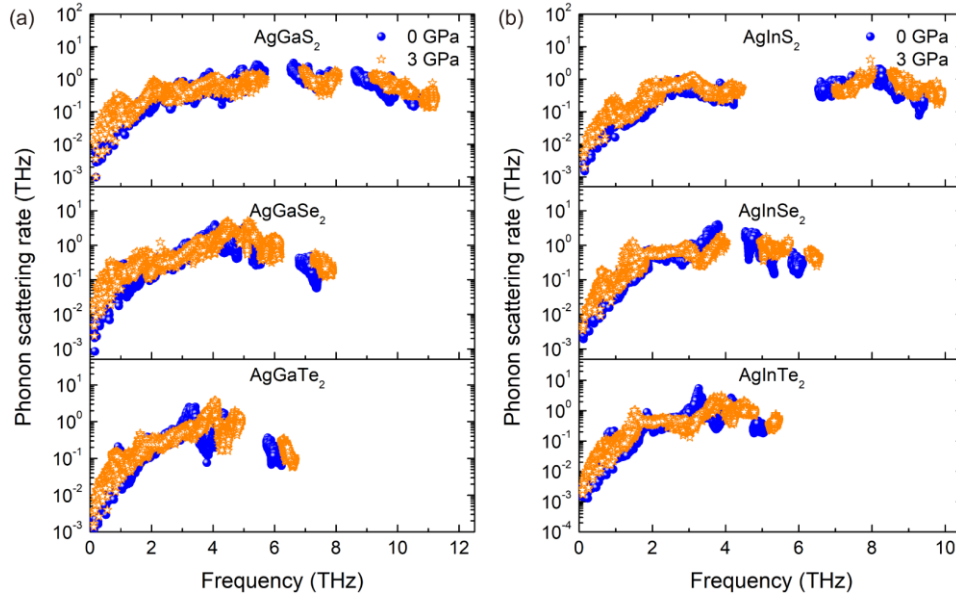 (a)
AgGaS2
0 GPa
3 GPa
10^2
10^1
10^0
10^-1
10^-2
10^-3
AgGaSe2
10^1
10^0
10^-1
10^-2
10^-3
AgGaTe2
10^1
10^0
10^-1
10^-2
10^-3
0 2 4 6 8 10 12
Frequency (THz)
Phonon scattering rate (THz)
(b)
AgInS2
0 GPa
3 GPa
10^2
10^1
10^0
10^-1
10^-2
10^-3
AgInSe2
10^1
10^0
10^-1
10^-2
10^-3
AgInTe2
10^1
10^0
10^-1
10^-2
10^-3
10^-4
0 2 4 6 8 10
Frequency (THz)
Phonon scattering rate (THz)